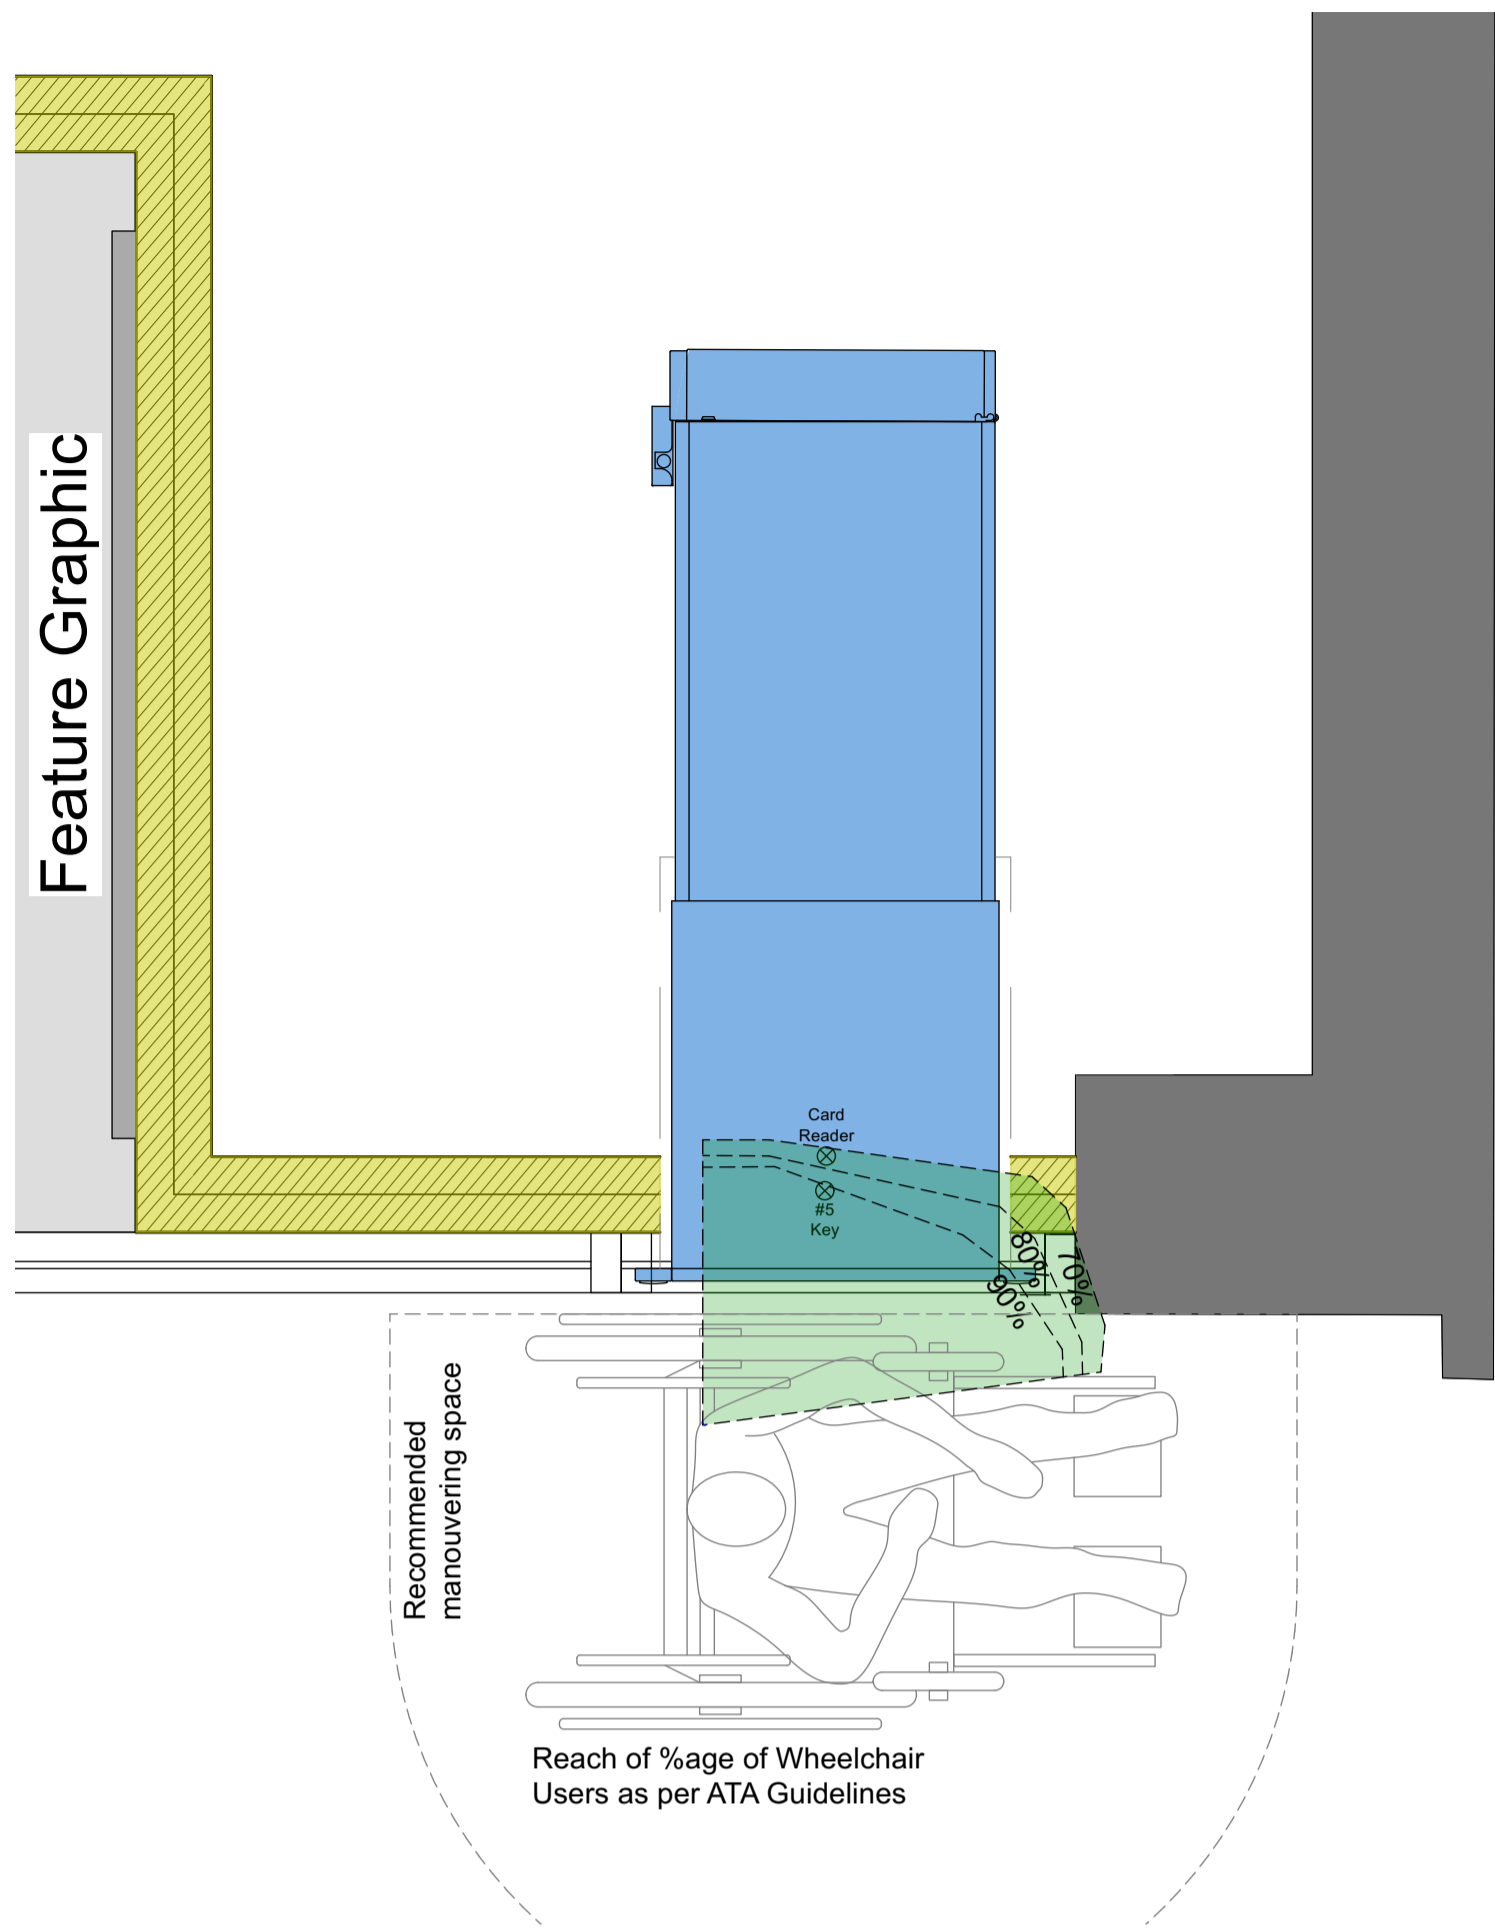 Feature Graphic
Card
Reader
#5
Key
80%
70%
90%
Recommended
manouvering space
Reach of %age of Wheelchair
Users as per ATA Guidelines